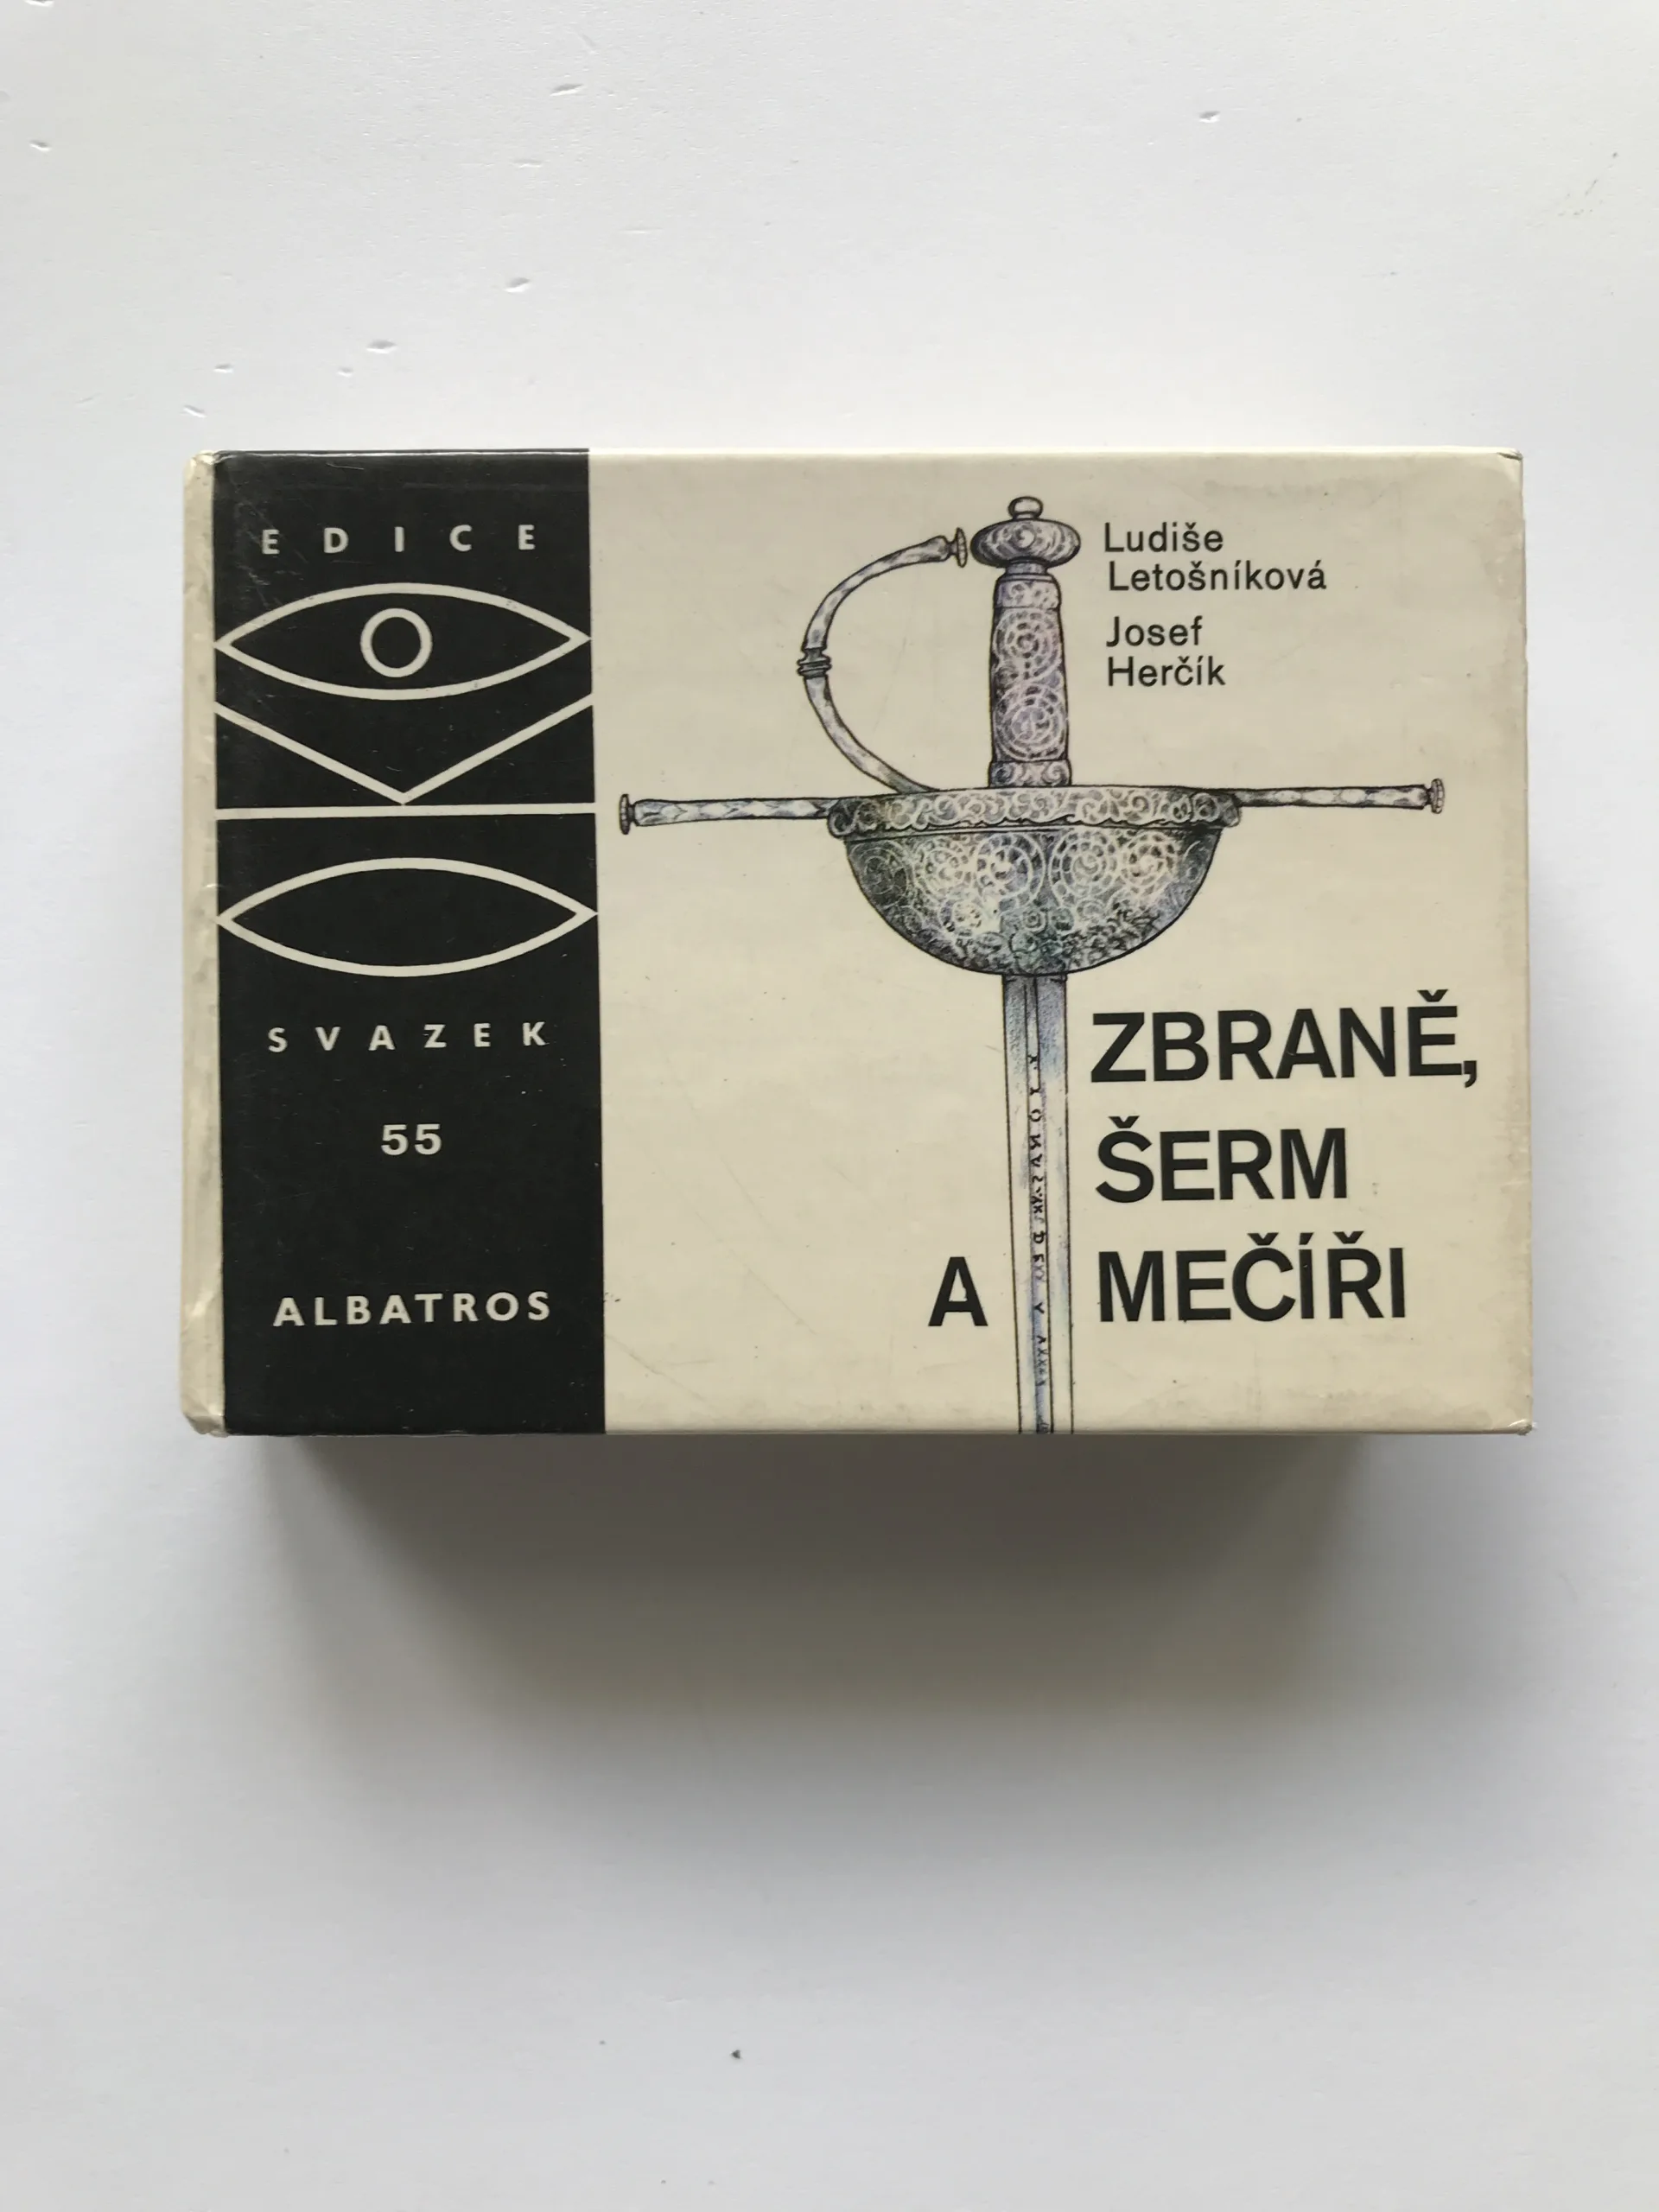 EDICE
SVAZEK
55
ALBATROS
Ludiše
Letošníková
Josef
Herčík
ZBRANĚ,
ŠERM
A MEČÍŘI